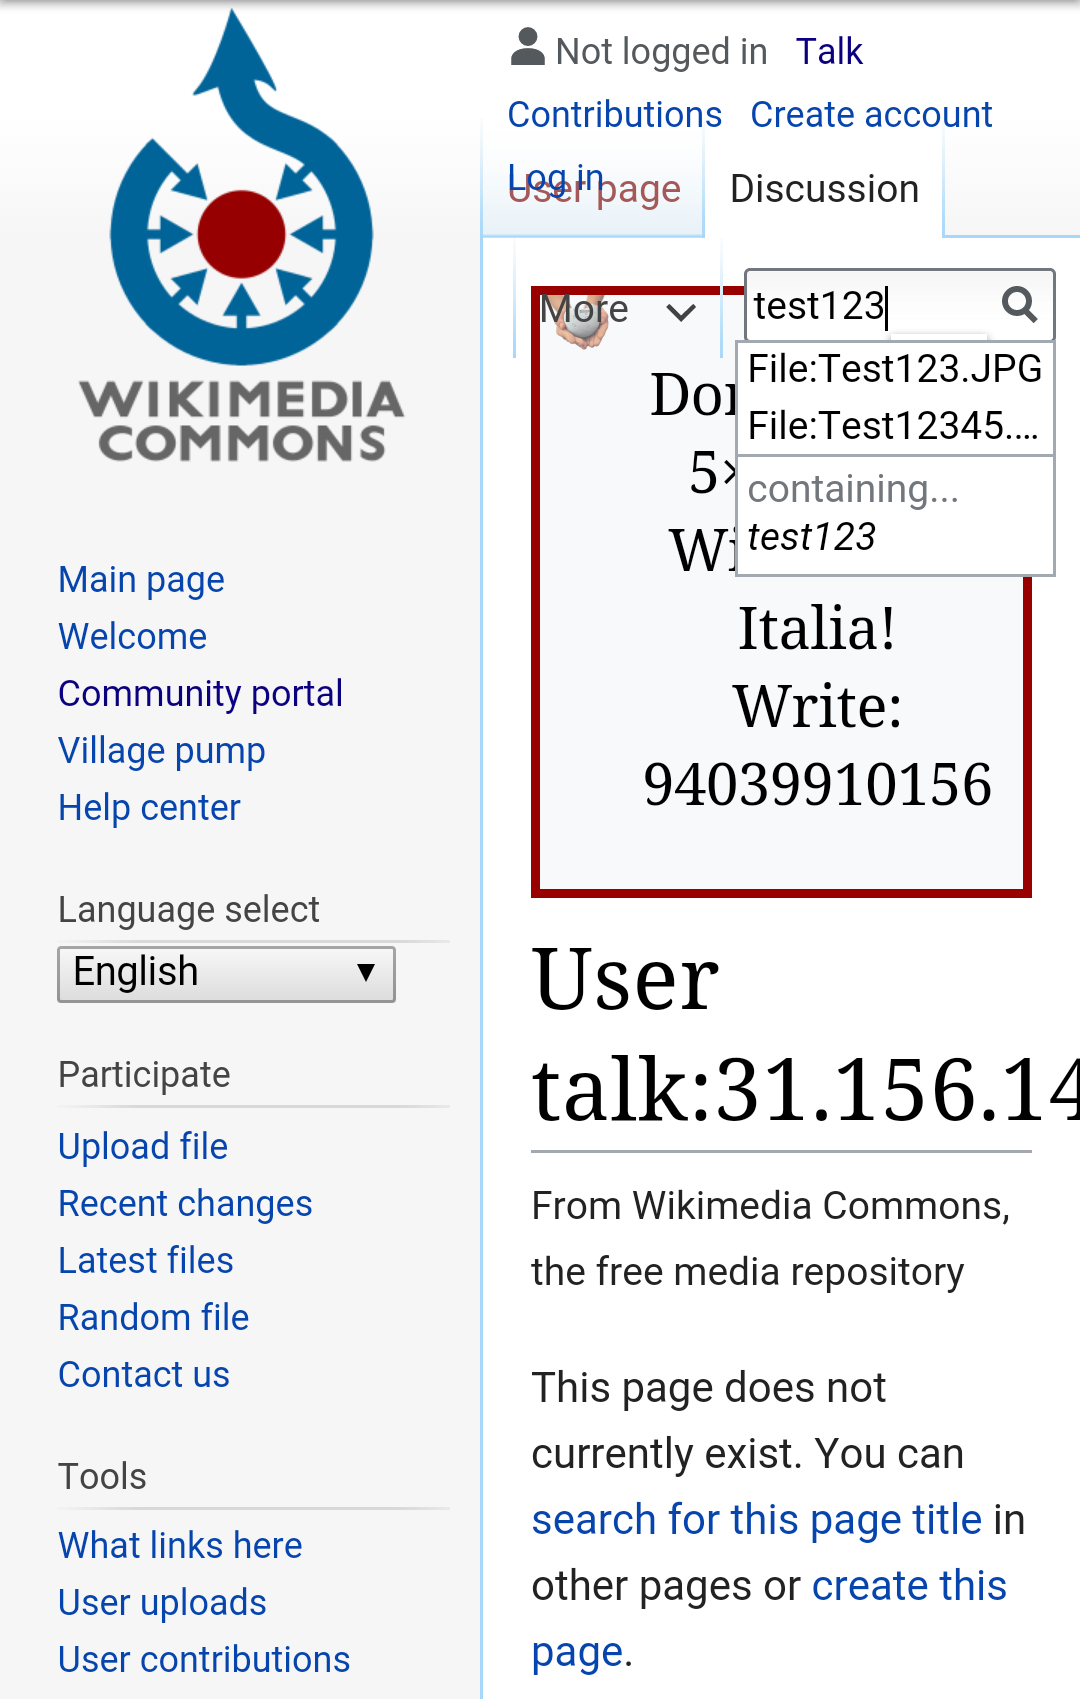 WIKIMEDIA
COMMONS
Main page
Welcome
Community portal
Village pump
Help center
Language select
English
Participate
Upload file
Recent changes
Latest files
Random file
Contact us
Tools
What links here
User uploads
User contributions
Not logged in Talk
Contributions Create account
Log in
User page Discussion
More
test123
File:Test123.JPG
File:Test12345....
containing...
test123
5×
Italia!
Write:
94039910156
User
talk:31.156.14
From Wikimedia Commons,
the free media repository
This page does not
currently exist. You can
search for this page title in
other pages or create this
page.